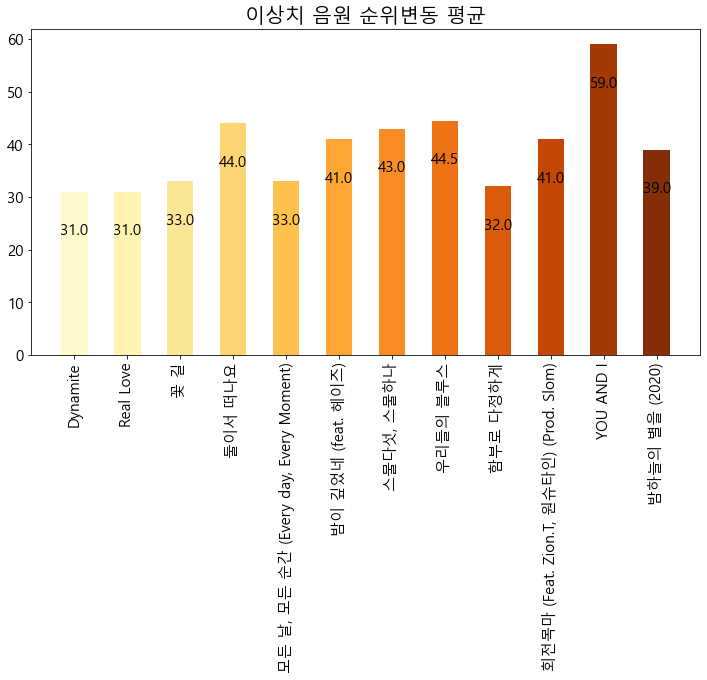 이상치 음원 순위변동 평균
60
50
40
30
20
10
0
31.0
31.0
33.0
44.0
33.0
41.0
43.0
44.5
32.0
41.0
59.0
39.0
Dynamite
Real Love
꽃 길
둘이서 떠나요
모든 날, 모든 순간 (Every day, Every Moment)
밤이 깊었네 (feat. 헤이즈)
스물다섯, 스물하나
우리들의 블루스
함부로 다정하게
회전목마 (Feat. Zion.T, 원슈타인) (Prod. Slom)
YOU AND I
밤하늘의 별을 (2020)